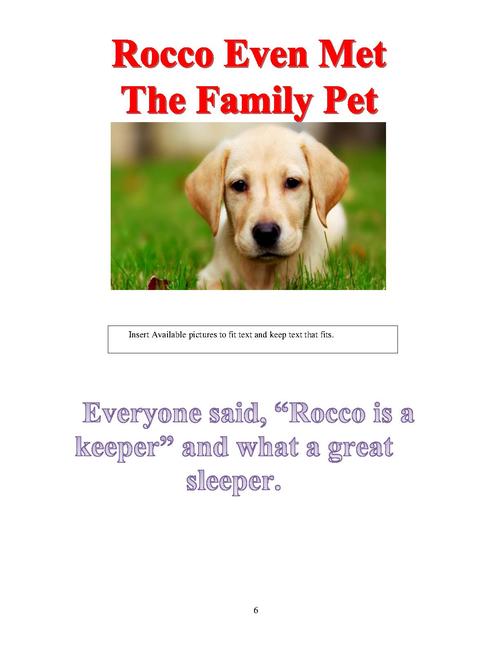 Rocco Even Met
The Family Pet
Insert Available pictures to fit text and keep text that fits.
Everyone said, “Rocco is a
keeper” and what a great
sleeper.
6